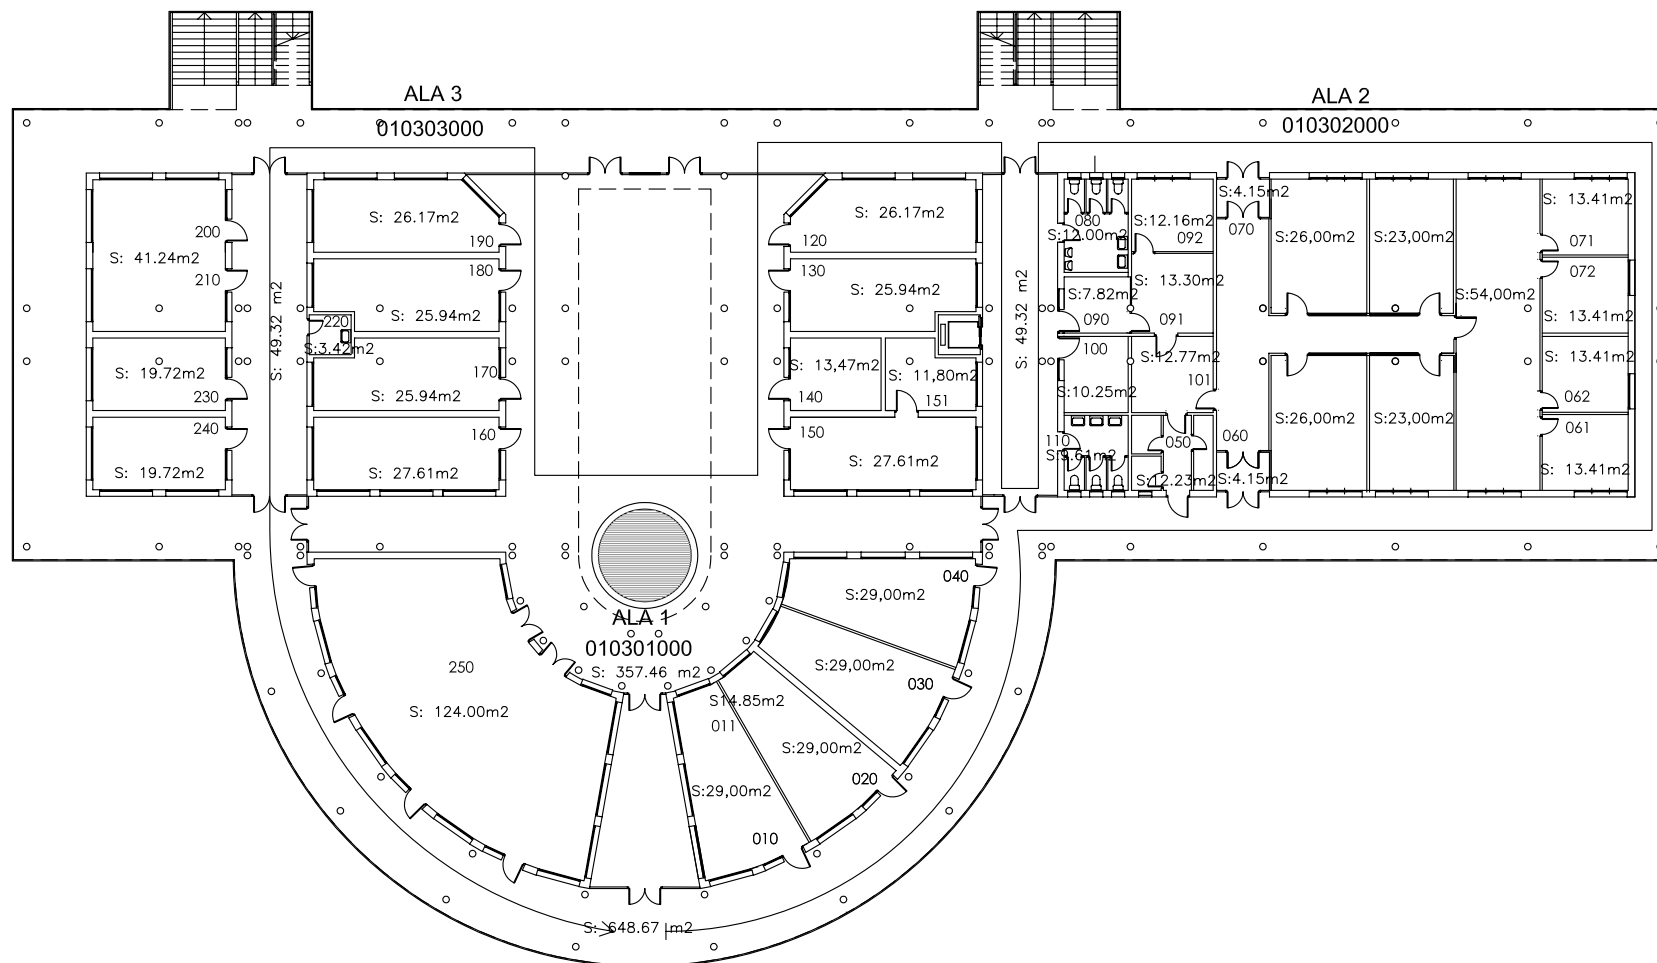 ALA 3
010303000
ALA 2
010302000
S: 26.17m2
190
200
S: 41.24m2
210
S: 49.32 m2
180
S: 25.94m2
220
S:3.42m2
S: 19.72m2
230
170
S: 25.94m2
240
S: 19.72m2
160
S: 27.61m2
S: 26.17m2
120
130
S: 25.94m2
S: 13,47m2
140
S: 11,80m2
151
150
S: 27.61m2
S: 49.32 m2
080
S:12.00m2
S:12.16m2
092
S:4.15m2
070
S:7.82m2
090
S: 13.30m2
091
100
S:10.25m2
S:12.77m2
101
110
S:9.61m2
050
S:12.23m2
060
S:4.15m2
S:26,00m2
S:23,00m2
S:54,00m2
S: 13.41m2
071
072
S: 13.41m2
S:26,00m2
S:23,00m2
S: 13.41m2
062
061
S: 13.41m2
ALA 1
010301000
S: 357.46 m2
040
S:29,00m2
S:29,00m2
030
S14.85m2
011
S:29,00m2
020
S:29,00m2
010
250
S: 124.00m2
S: 648.67 m2